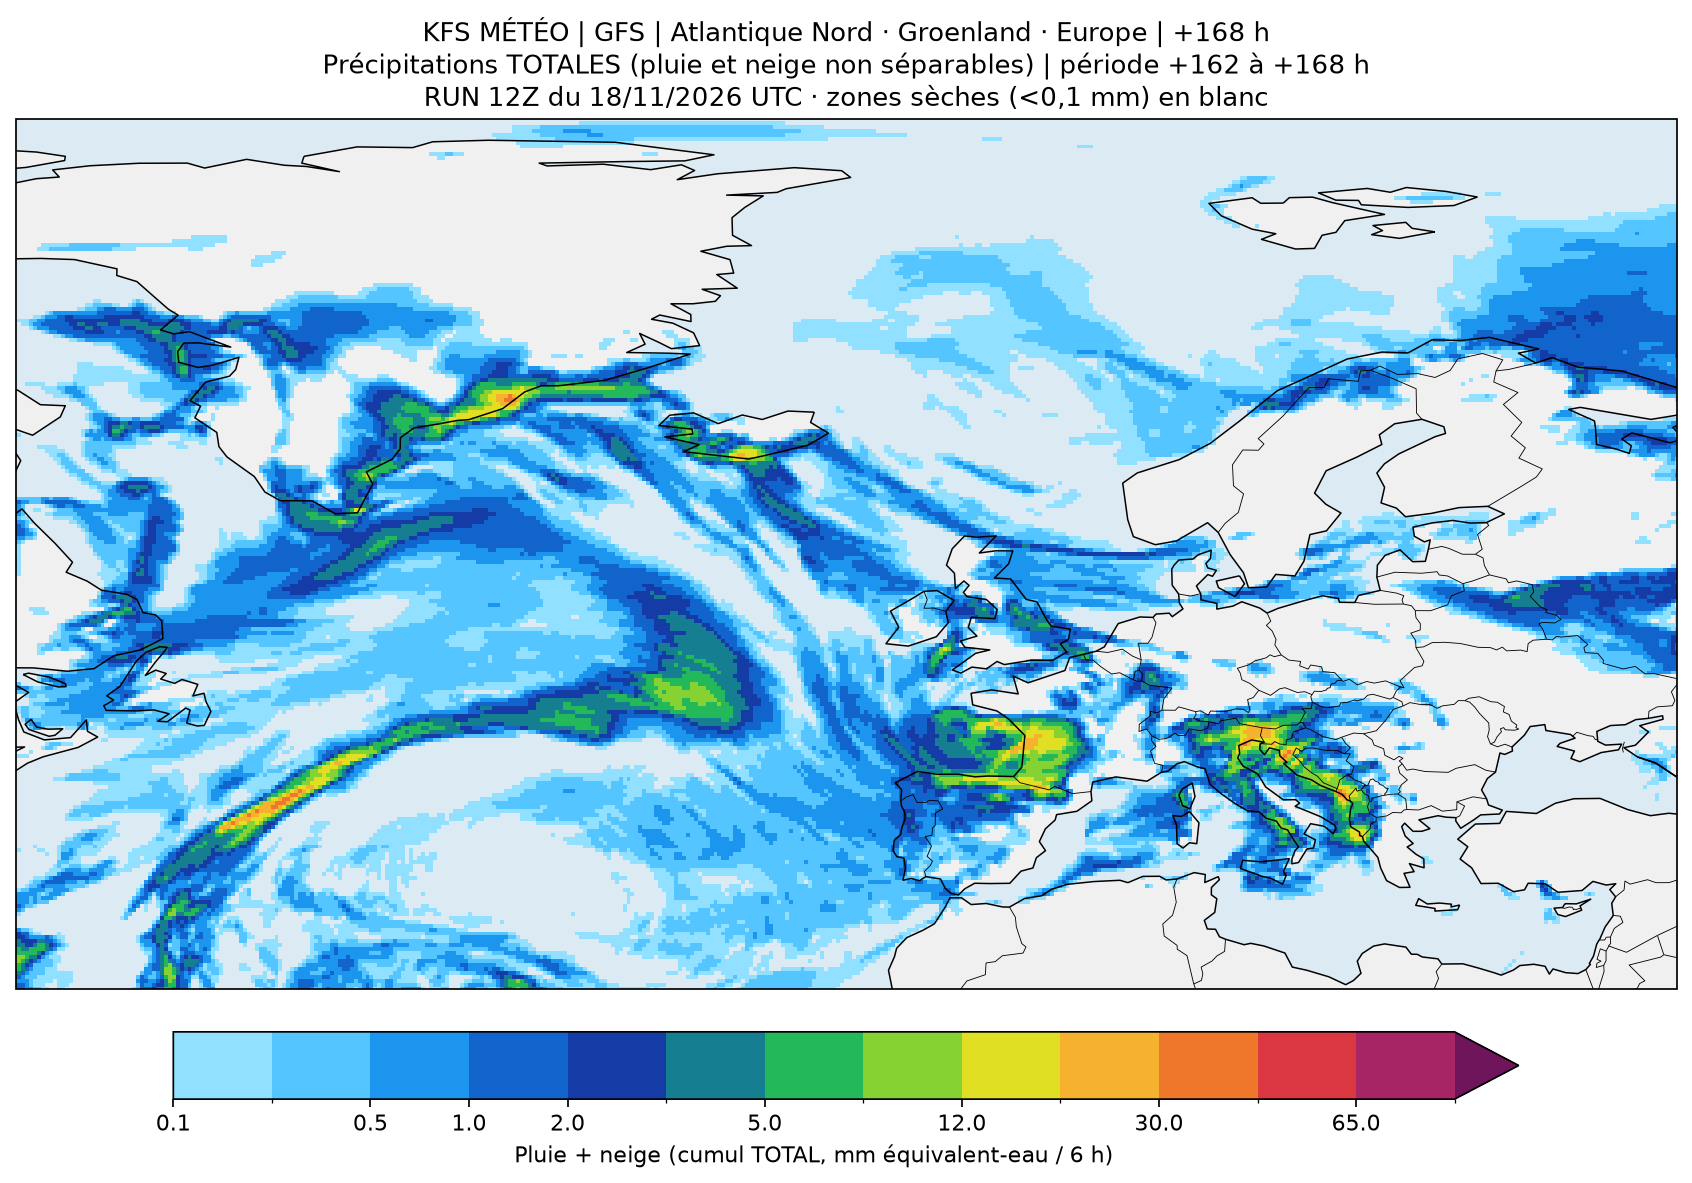 KFS MÉTÉO | GFS | Atlantique Nord · Groenland · Europe | +168 h
Précipitations TOTALES (pluie et neige non séparables) | période +162 à +168 h
RUN 12Z du 18/11/2026 UTC · zones sèches (<0,1 mm) en blanc
0.1 0.5 1.0 2.0 5.0 12.0 30.0 65.0
Pluie + neige (cumul TOTAL, mm équivalent-eau / 6 h)